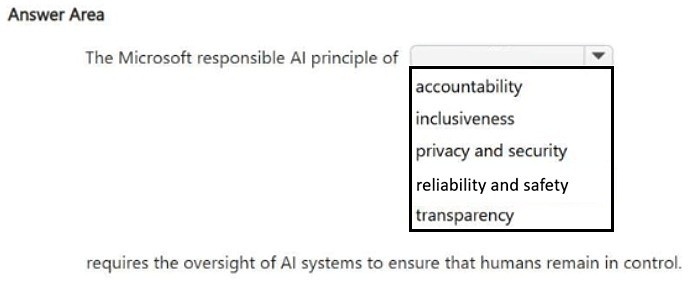 Answer Area
The Microsoft responsible AI principle of
accountability
inclusiveness
privacy and security
reliability and safety
transparency
requires the oversight of AI systems to ensure that humans remain in control.